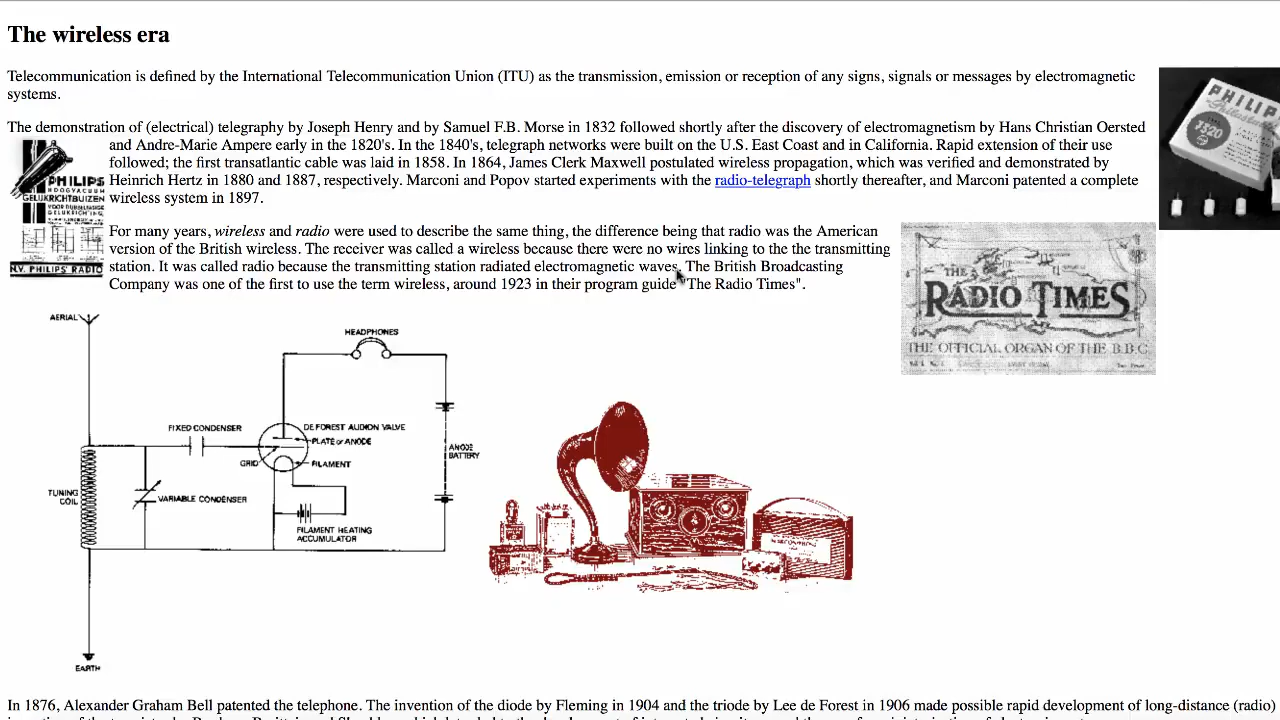 The wireless era
Telecommunication is defined by the International Telecommunication Union (ITU) as the transmission, emission or reception of any signs, signals or messages by electromagnetic
systems.
The demonstration of (electrical) telegraphy by Joseph Henry and by Samuel F.B. Morse in 1832 followed shortly after the discovery of electromagnetism by Hans Christian Oersted
and Andre-Marie Ampere early in the 1820's. In the 1840's, telegraph networks were built on the U.S. East Coast and in California. Rapid extension of their use
followed; the first transatlantic cable was laid in 1858. In 1864, James Clerk Maxwell postulated wireless propagation, which was verified and demonstrated by
Heinrich Hertz in 1880 and 1887, respectively. Marconi and Popov started experiments with the radio-telegraph shortly thereafter, and Marconi patented a complete
wireless system in 1897.
PHILIPS
HOOGVACUUM
GELIJKRICHTBUIZEN
N.V. PHILIPS' RADIO
PHILIP
1520
For many years, wireless and radio were used to describe the same thing, the difference being that radio was the American
version of the British wireless. The receiver was called a wireless because there were no wires linking to the the transmitting
station. It was called radio because the transmitting station radiated electromagnetic waves. The British Broadcasting
Company was one of the first to use the term wireless, around 1923 in their program guide "The Radio Times".
THE
RADIO TIMES
THE OFFICIAL ORGAN OF THE B.B.C.
AERIAL
HEADPHONES
FIXED CONDENSER
DE FOREST AUDION VALVE
PLATE or ANODE
GRID
FILAMENT
ANODE
BATTERY
TUNING
COIL
VARIABLE CONDENSER
FILAMENT HEATING
ACCUMULATOR
EARTH
In 1876, Alexander Graham Bell patented the telephone. The invention of the diode by Fleming in 1904 and the triode by Lee de Forest in 1906 made possible rapid development of long-distance (radio)